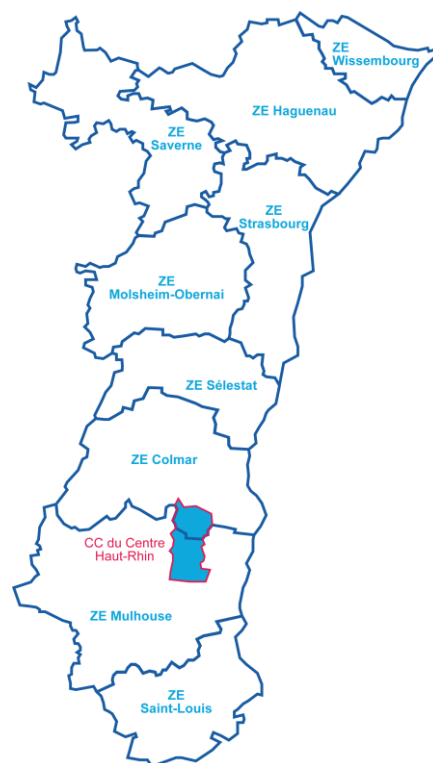 ZE
Wissembourg
ZE Haguenau
ZE
Saverne
ZE
Strasbourg
ZE
Molsheim-Obernai
ZE Sélestat
ZE Colmar
CC du Centre
Haut-Rhin
ZE Mulhouse
ZE
Saint-Louis